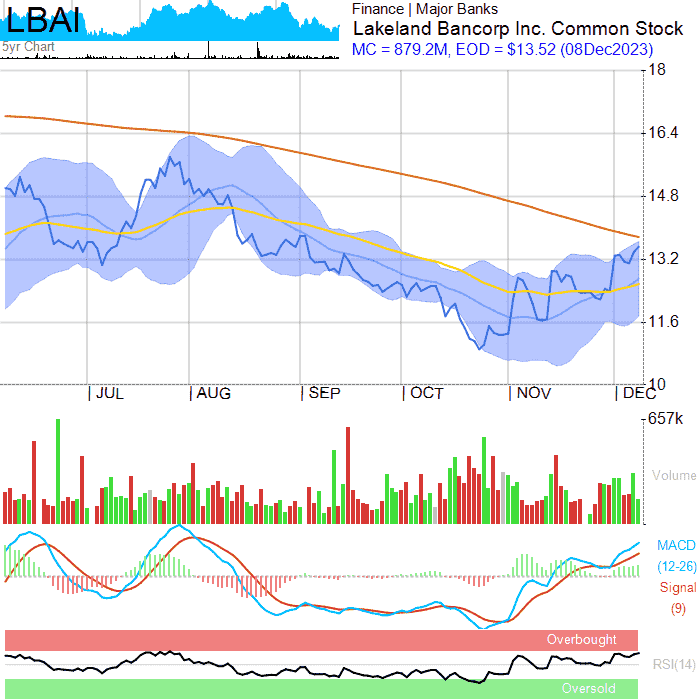 LBAI
5yr Chart
Finance | Major Banks
Lakeland Bancorp Inc. Common Stock
MC = 879.2M, EOD = $13.52 (08Dec2023)
18
16.4
14.8
13.2
11.6
10
JUL AUG SEP OCT NOV DEC
657k
Volume
MACD
(12-26)
Signal
(9)
Overbought
RSI(14)
Oversold